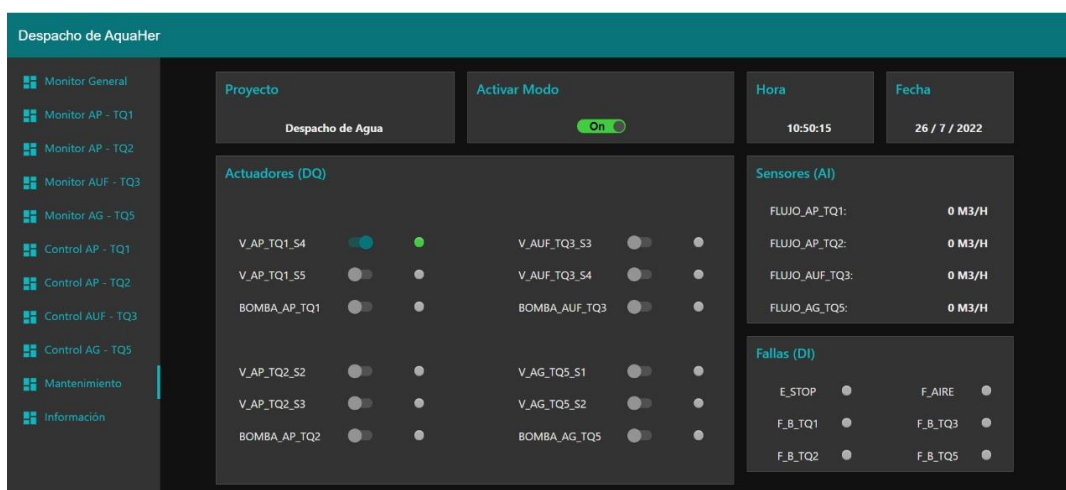 Despacho de AquaHer
Monitor General
Monitor AP - TQ1
Monitor AP - TQ2
Monitor AUF - TQ3
Monitor AG - TQ5
Control AP - TQ1
Control AP - TQ2
Control AUF - TQ3
Control AG - TQ5
Mantenimiento
Información
Proyecto
Despacho de Agua
Activar Modo
On
Hora
10:50:15
Fecha
26 / 7 / 2022
Actuadores (DQ)
V_AP_TQ1_S4
V_AP_TQ1_S5
BOMBA_AP_TQ1
V_AP_TQ2_S2
V_AP_TQ2_S3
BOMBA_AP_TQ2
V_AUF_TQ3_S3
V_AUF_TQ3_S4
BOMBA_AUF_TQ3
V_AG_TQ5_S1
V_AG_TQ5_S2
BOMBA_AG_TQ5
Sensores (AI)
FLUJO_AP_TQ1: 0 M3/H
FLUJO_AP_TQ2: 0 M3/H
FLUJO_AUF_TQ3: 0 M3/H
FLUJO_AG_TQ5: 0 M3/H
Fallas (DI)
E_STOP F_AIRE
F_B_TQ1 F_B_TQ3
F_B_TQ2 F_B_TQ5